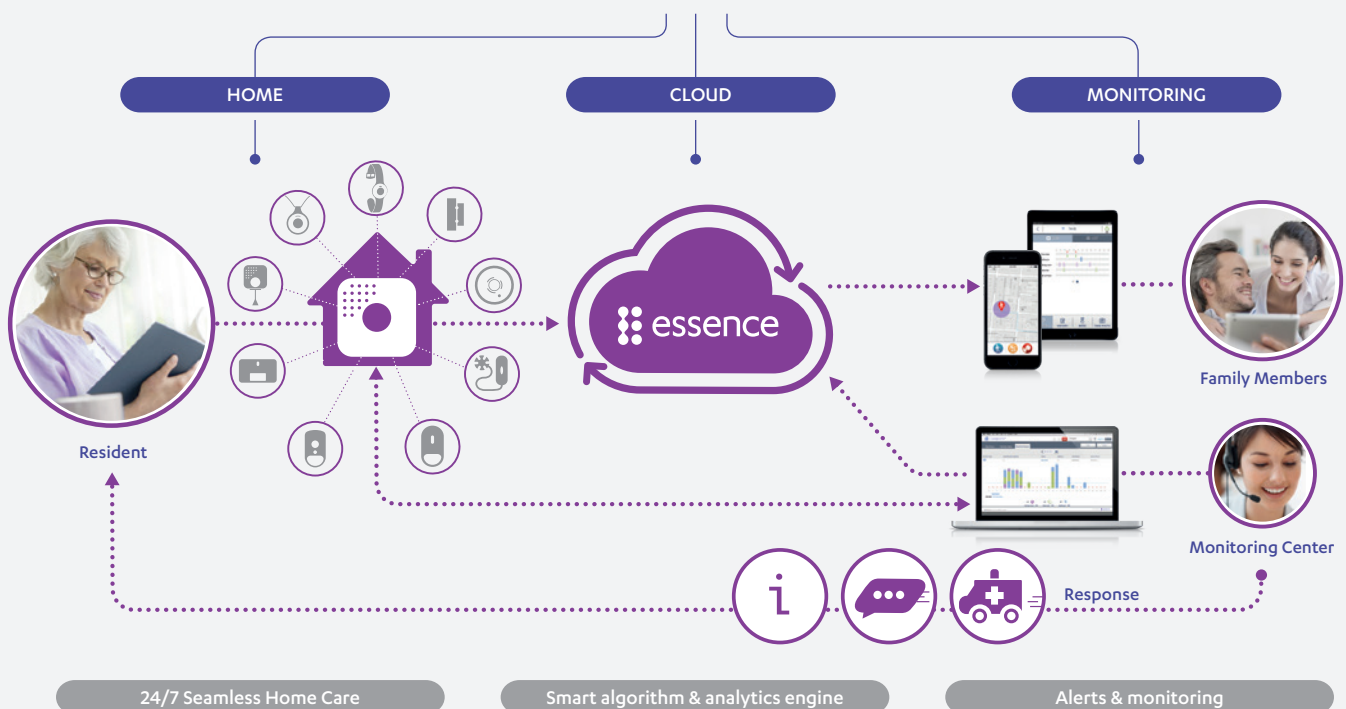 HOME
CLOUD
MONITORING
essence
Family Members
Resident
Monitoring Center
i
Response
24/7 Seamless Home Care
Smart algorithm & analytics engine
Alerts & monitoring